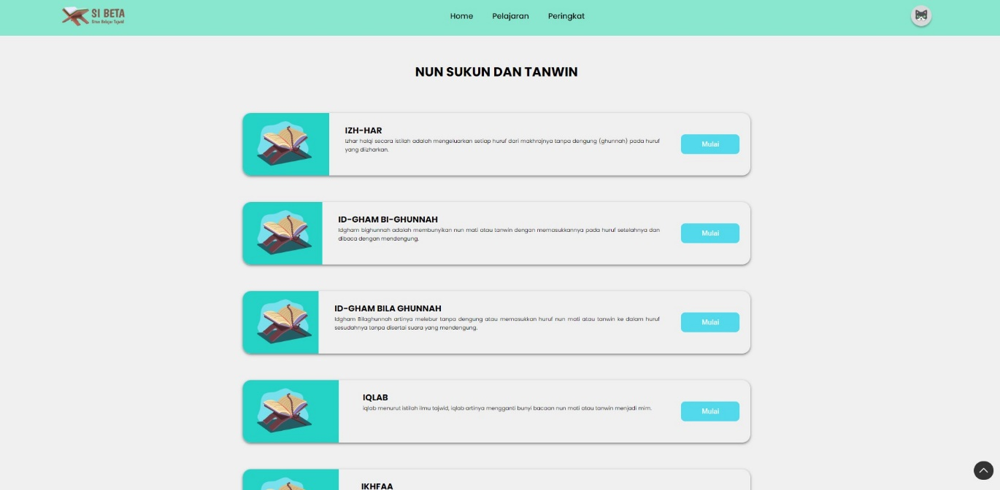 SI BETA
Situs Belajar Tajwid
Home Pelajaran Peringkat
NUN SUKUN DAN TANWIN
IZH-HAR
Izhar halqi secara istilah adalah mengeluarkan setiap huruf dari makhrajnya tanpa dengung (ghunnah) pada huruf
yang diizharkan.
Mulai
ID-GHAM BI-GHUNNAH
Idgham bighunnah adalah membunyikan nun mati atau tanwin dengan memasukkannya pada huruf setelahnya dan
dibaca dengan mendengung.
Mulai
ID-GHAM BILA GHUNNAH
Idgham Bilaghunnah artinya melebur tanpa dengung atau memasukkan huruf nun mati atau tanwin ke dalam huruf
sesudahnya tanpa disertai suara yang mendengung.
Mulai
IQLAB
iqlab menurut istilah ilmu tajwid, iqlab artinya mengganti bunyi bacaan nun mati atau tanwin menjadi mim.
Mulai
IKHFAA